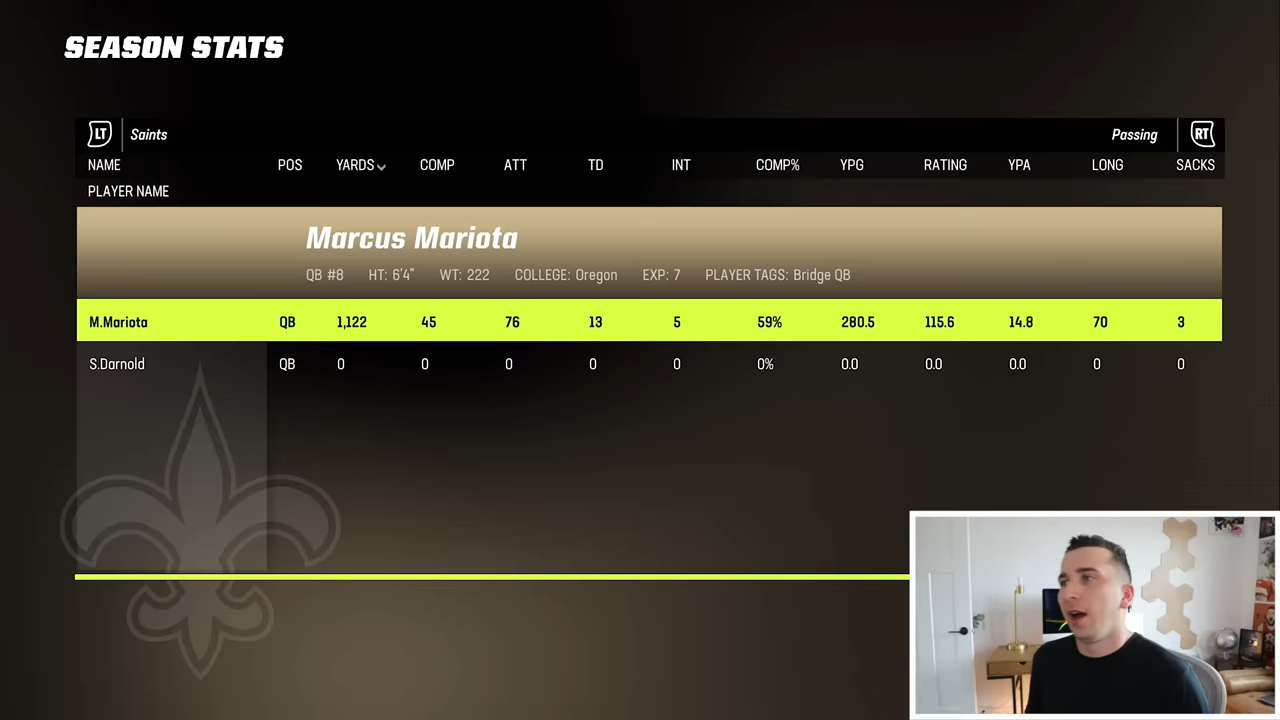 SEASON STATS
LT Saints Passing RT
NAME POS YARDS COMP ATT TD INT COMP% YPG RATING YPA LONG SACKS
PLAYER NAME
Marcus Mariota
QB #8 HT: 6'4" WT: 222 COLLEGE: Oregon EXP: 7 PLAYER TAGS: Bridge QB
M.Mariota QB 1,122 45 76 13 5 59% 280.5 115.6 14.8 70 3
S.Darnold QB 0 0 0 0 0 0% 0.0 0.0 0.0 0 0